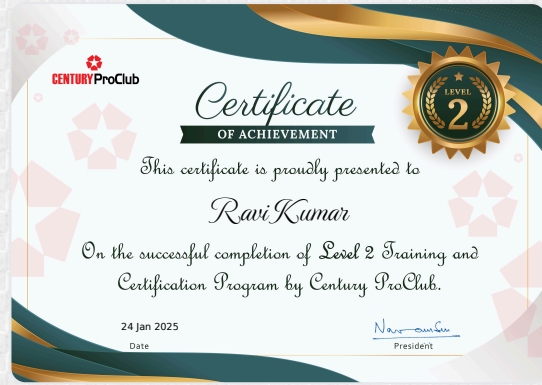 CENTURY ProClub
Certificate
OF ACHIEVEMENT
LEVEL
2
This certificate is proudly presented to
Ravi Kumar
On the successful completion of Level 2 Training and
Certification Program by Century ProClub.
24 Jan 2025
Date
President